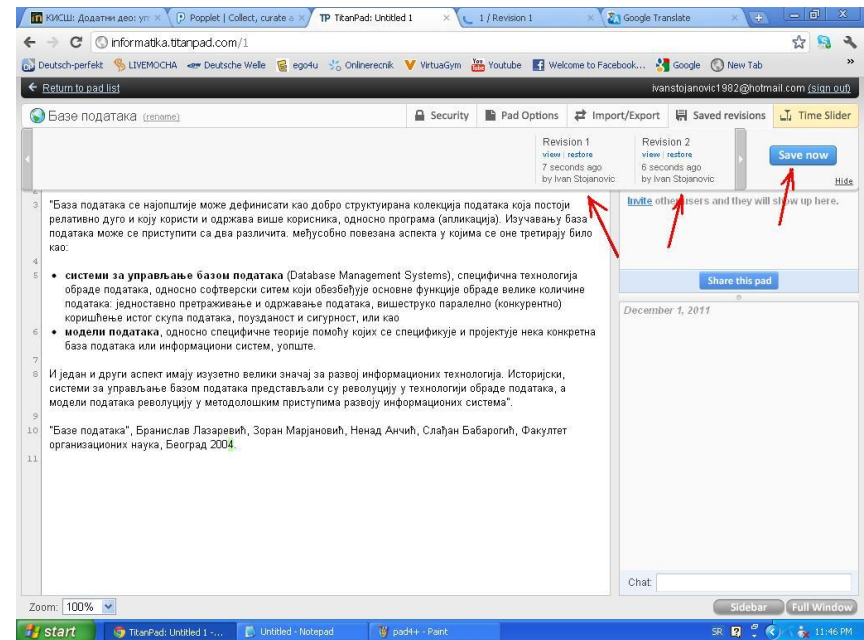 КИСШ: Додатни део: уп
Popplet | Collect, curate a
TitanPad: Untitled 1
1 / Revision 1
Google Translate
informatika.titanpad.com/1
Deutsch-perfekt LIVEMOCHA Deutsche Welle ego4u Onlinerecnik VirtuaGym Youtube Welcome to Facebook... Google New Tab
Return to pad list ivanstojanovic1982@hotmail.com (sign out)
Базе података (rename) Security Pad Options Import/Export Saved revisions Time Slider
Revision 1
view | restore
7 seconds ago
by Ivan Stojanovic
Revision 2
view | restore
6 seconds ago
by Ivan Stojanovic
Save now
Hide
3 "База података се најопштије може дефинисати као добро структуирана колекција података која постоји
релативно дуго и коју користи и одржава више корисника, односно програма (апликација). Изучавању база
података може се приступити са два различита. међусобно повезана аспекта у којима се оне третирају било
као:
4
5 • системи за управљање базом података (Database Management Systems), специфична технологија
обраде података, односно софтверски ситем који обезбеђује основне функције обраде велике количине
података: једноставно претраживање и одржавање података, вишеструко паралелно (конкурентно)
коришћење истог скупа података, поузданост и сигурност, или као
6 • модели података, односно специфичне теорије помоћу којих се спецификује и пројектује нека конкретна
база података или информациони систем, уопште.
7
8 И један и други аспект имају изузетно велики значај за развој информационих технологија. Историјски,
системи за управљање базом података представљали су револуцију у технологији обраде података, а
модели података револуцију у методолошким приступима развоју информационих система".
9
10 "Базе података", Бранислав Лазаревић, Зоран Марјановић, Ненад Анчић, Слађан Бабарогић, Факултет
организационих наука, Београд 2004.
11
Invite other users and they will show up here.
Share this pad
December 1, 2011
Chat:
Zoom: 100%
Sidebar Full Window
start TitanPad: Untitled 1 -... Untitled - Notepad pad4++ - Paint SR 11:46 PM